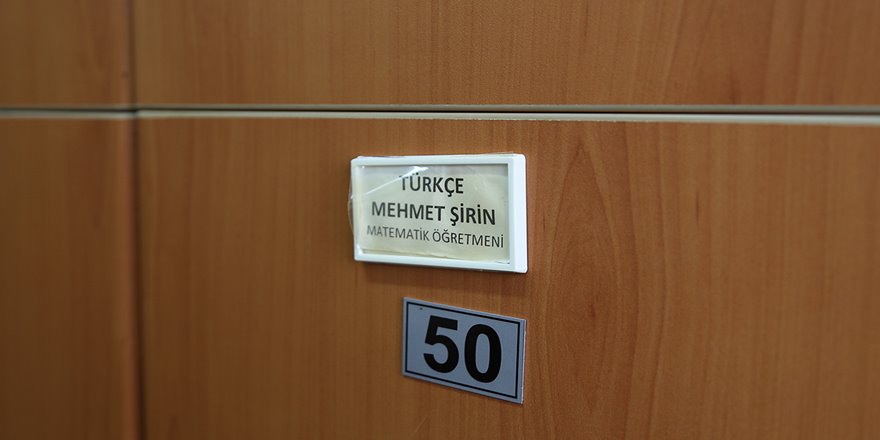 TÜRKÇE
MEHMET ŞİRİN
MATEMATİK ÖĞRETMENİ
50